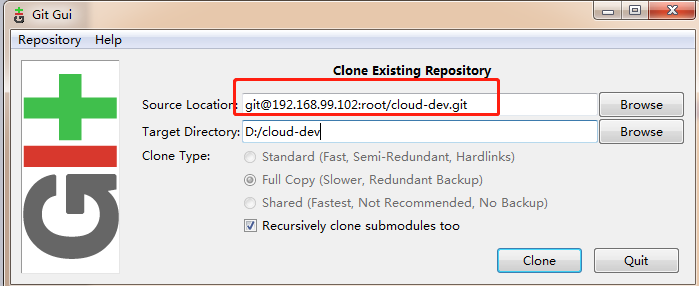 Git Gui
Repository Help
Clone Existing Repository
Source Location: git@192.168.99.102:root/cloud-dev.git Browse
Target Directory: D:/cloud-dev Browse
Clone Type: Standard (Fast, Semi-Redundant, Hardlinks)
Full Copy (Slower, Redundant Backup)
Shared (Fastest, Not Recommended, No Backup)
Recursively clone submodules too
Clone Quit